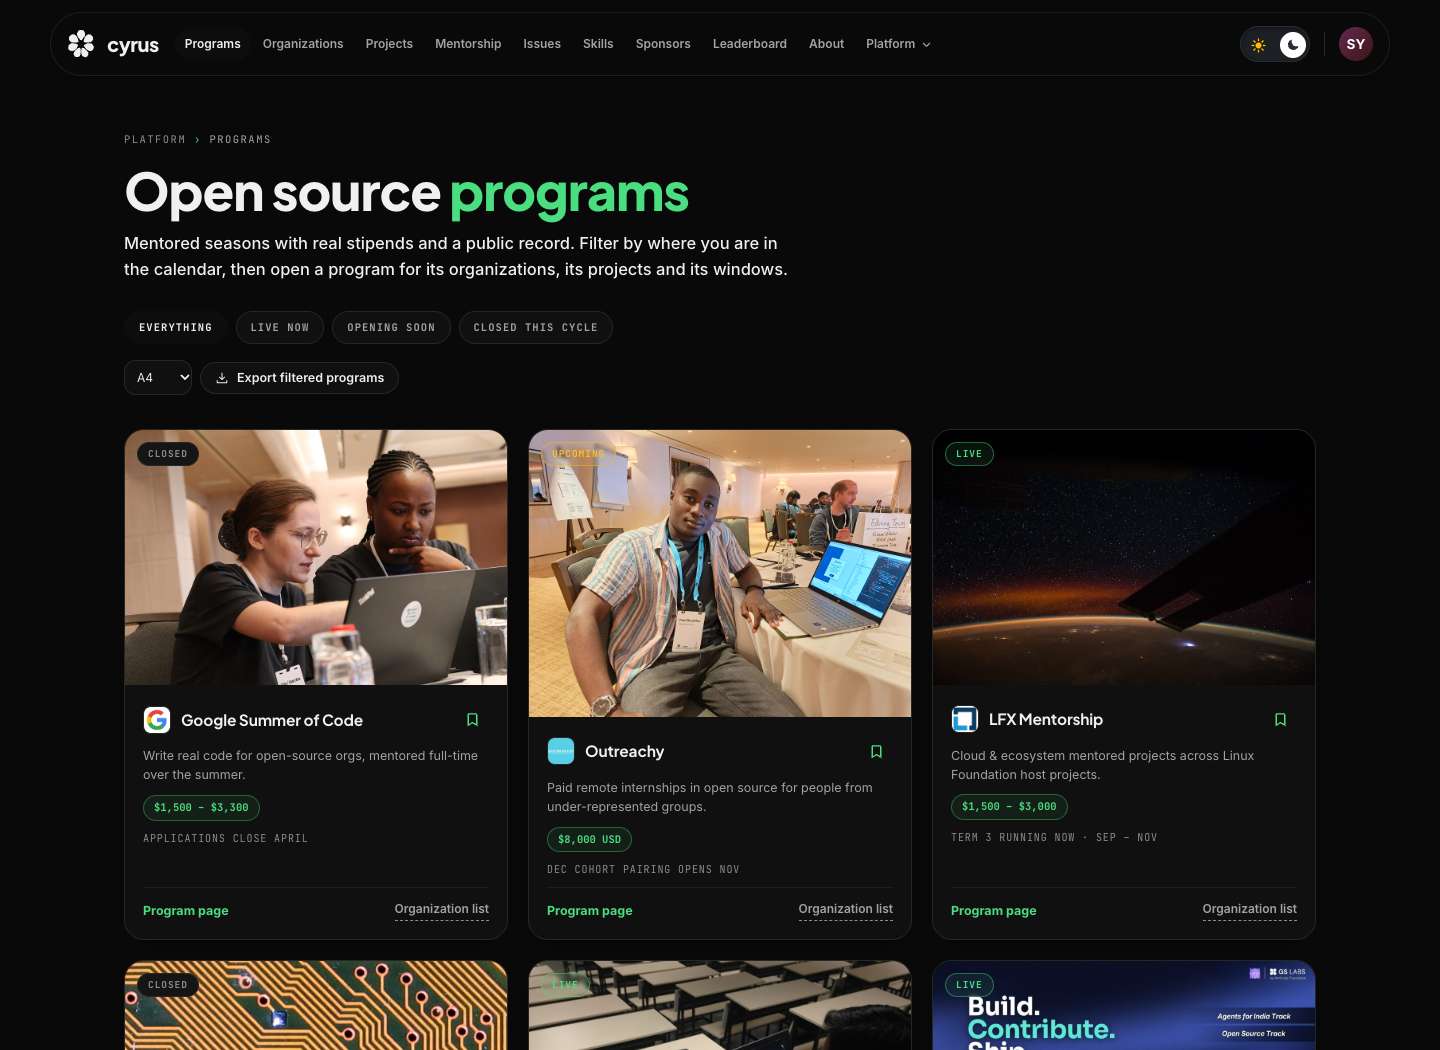 cyrus
Programs
Organizations
Projects
Mentorship
Issues
Skills
Sponsors
Leaderboard
About
Platform
SY
PLATFORM › PROGRAMS
Open source programs
Mentored seasons with real stipends and a public record. Filter by where you are in
the calendar, then open a program for its organizations, its projects and its windows.
EVERYTHING
LIVE NOW
OPENING SOON
CLOSED THIS CYCLE
A4
Export filtered programs
CLOSED
ThinkPad
Google Summer of Code
Write real code for open-source orgs, mentored full-time
over the summer.
$1,500 – $3,300
APPLICATIONS CLOSE APRIL
Program page
Organization list
UPCOMING
Outreachy
Paid remote internships in open source for people from
under-represented groups.
$8,000 USD
DEC COHORT PAIRING OPENS NOV
Program page
Organization list
LIVE
LFX Mentorship
Cloud & ecosystem mentored projects across Linux
Foundation host projects.
$1,500 – $3,000
TERM 3 RUNNING NOW · SEP – NOV
Program page
Organization list
CLOSED
LIVE
LIVE
GS LABS
Build.
Contribute.
Ship.
Agents for India Track
Open Source Track